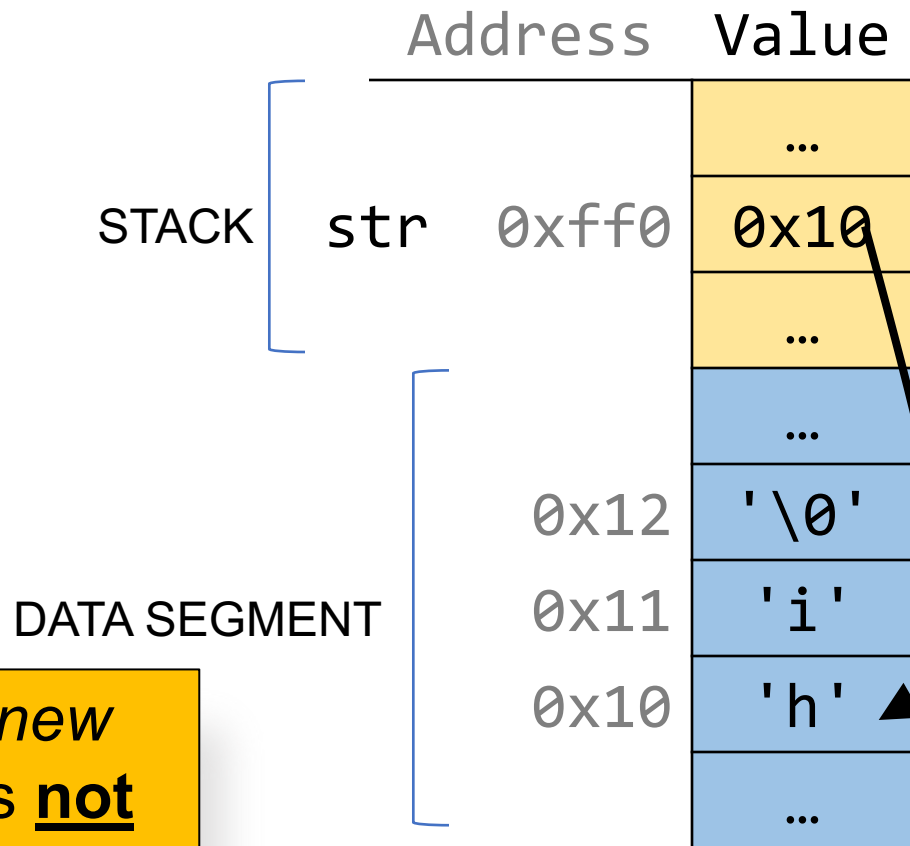 Address Value
…
STACK str 0xff0 0x10
…
…
0x12 '\0'
DATA SEGMENT 0x11 'i'
0x10 'h'
new
s not
…